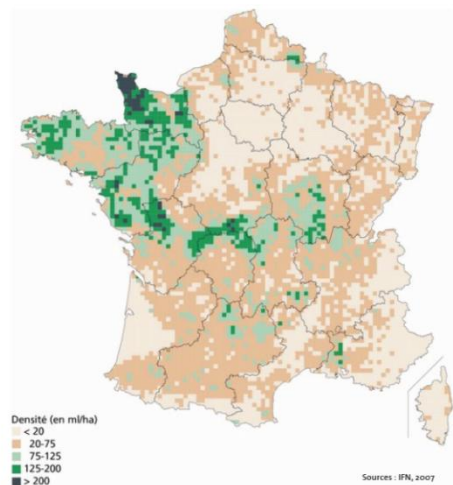 Densité (en ml/ha)
< 20
20-75
75-125
125-200
> 200
Sources : IFN, 2007